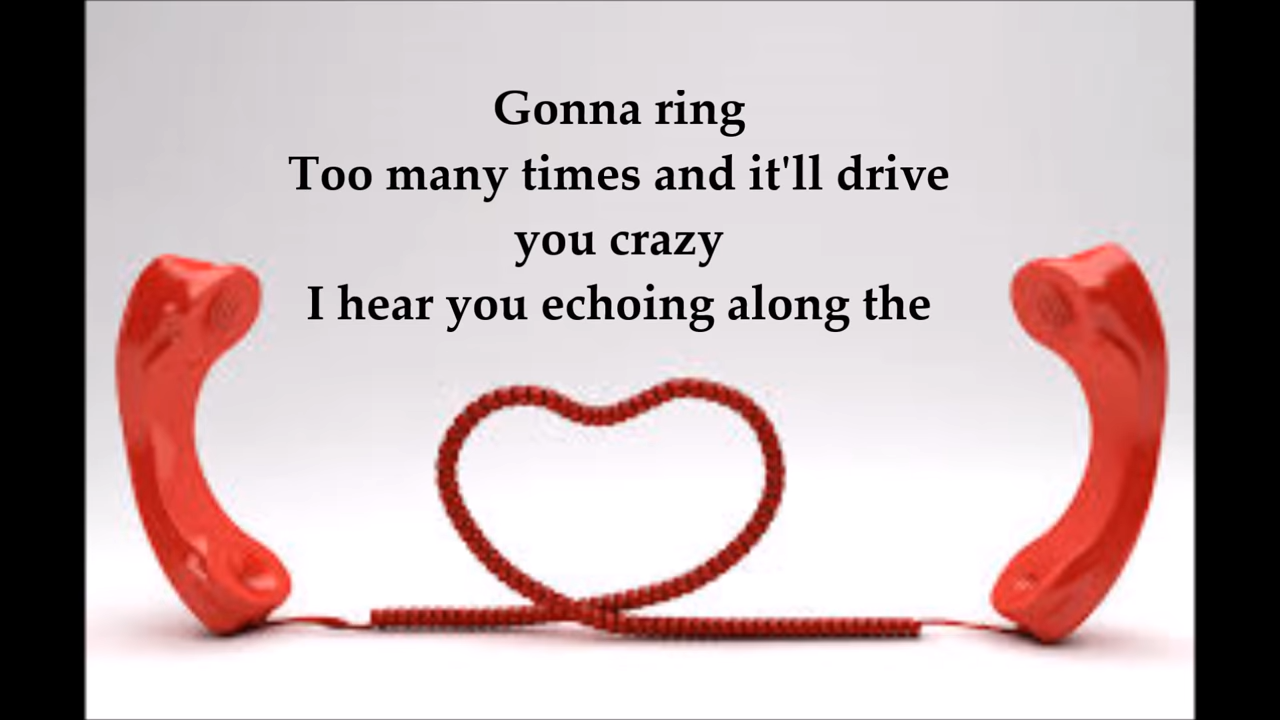 Gonna ring
Too many times and it'll drive
you crazy
I hear you echoing along the